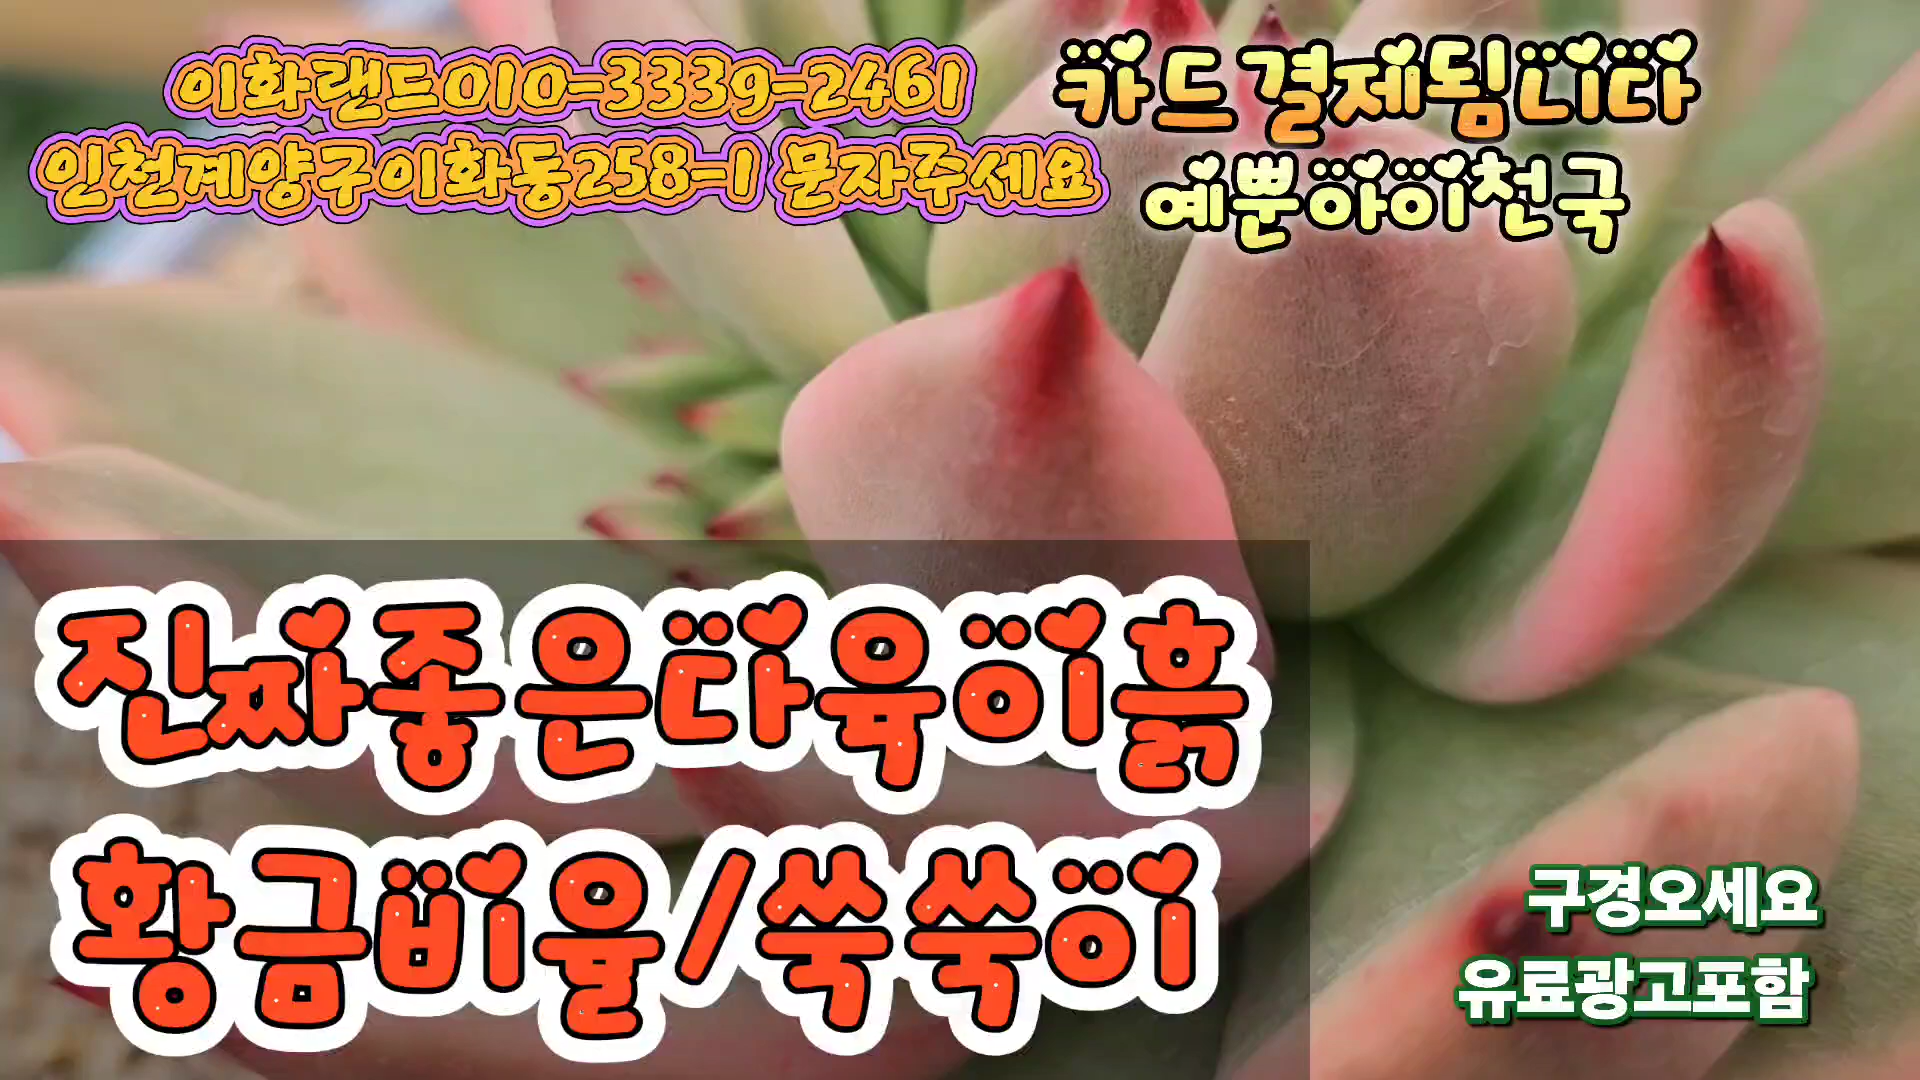 이화랜드010-3339-2461
인천계양구이화동258-1 문자주세요
카드결제됩니다
예쁜아이천국
진짜좋은다육이흙
황금비율/쑥쑥이
구경오세요
유료광고포함